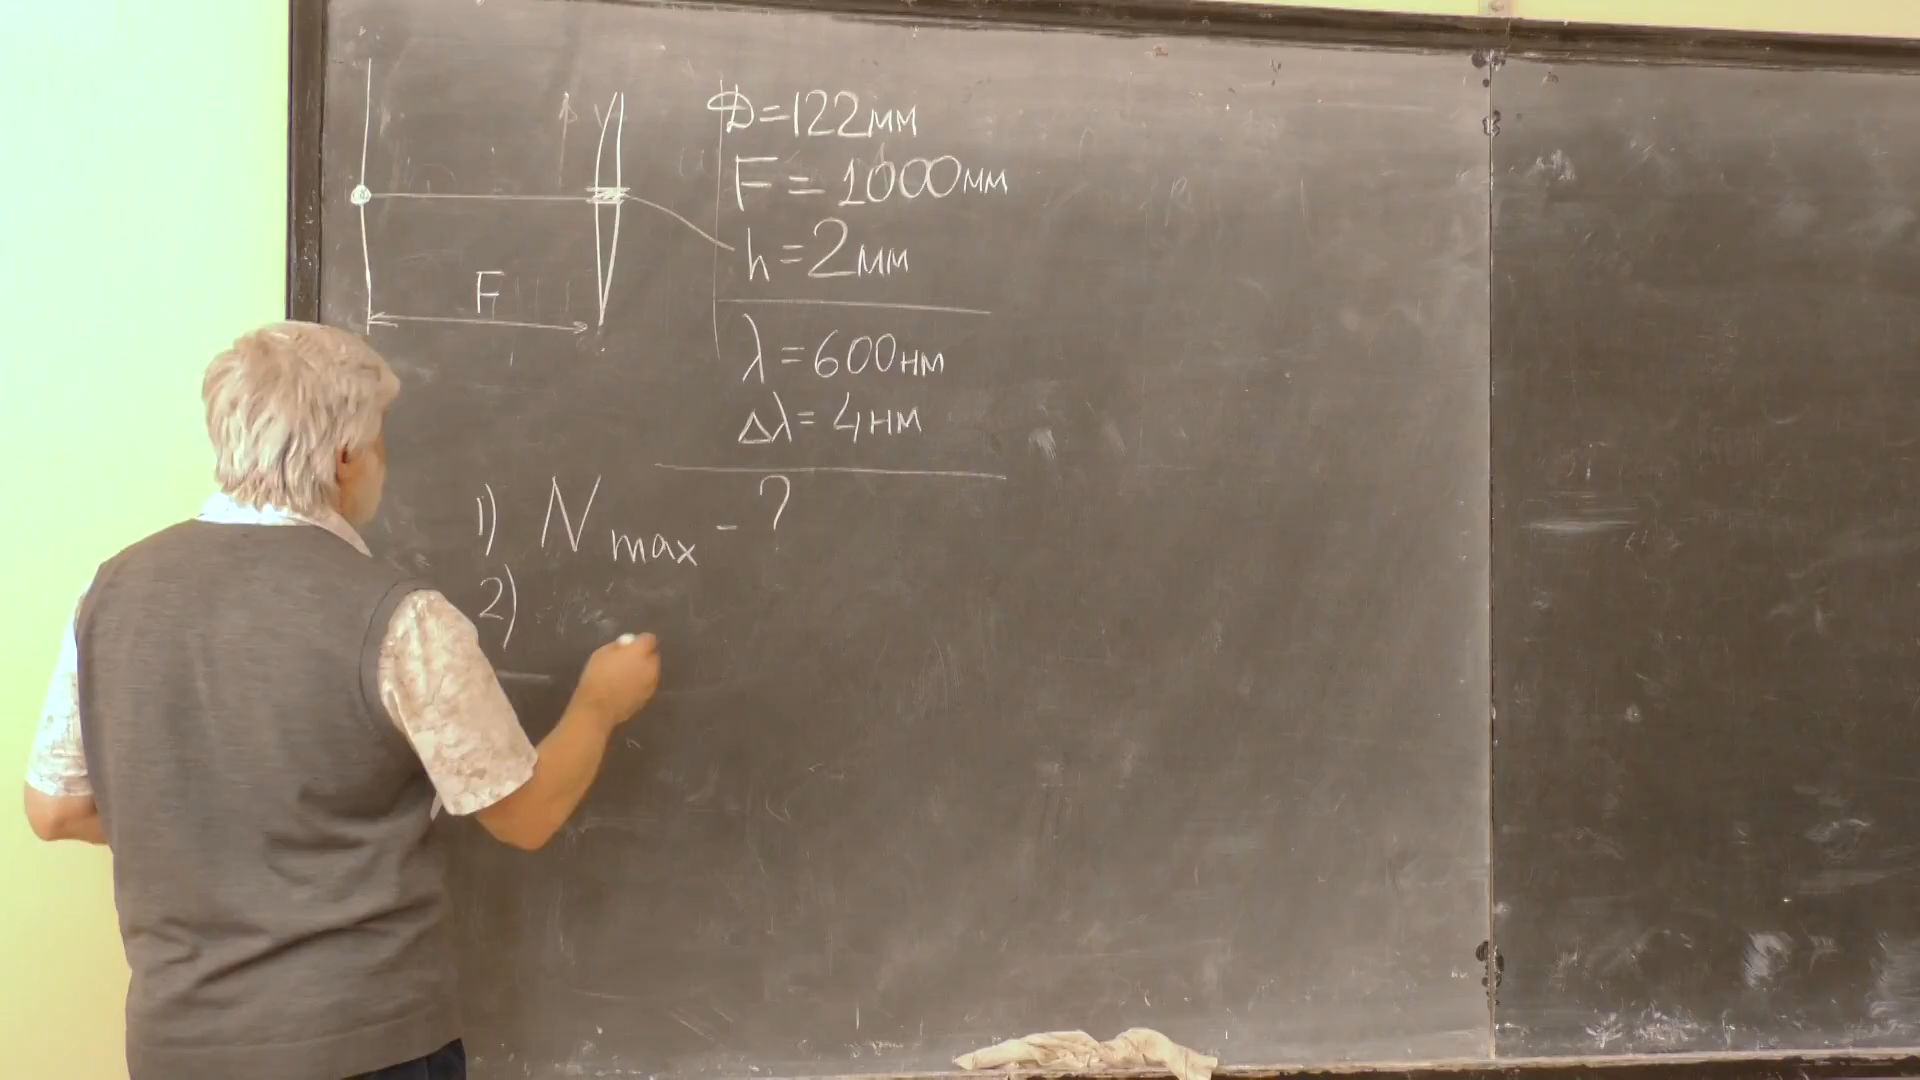 D=122мм
F = 1000мм
h = 2мм
F
λ = 600нм
Δλ = 4нм
1) N max - ?
2)